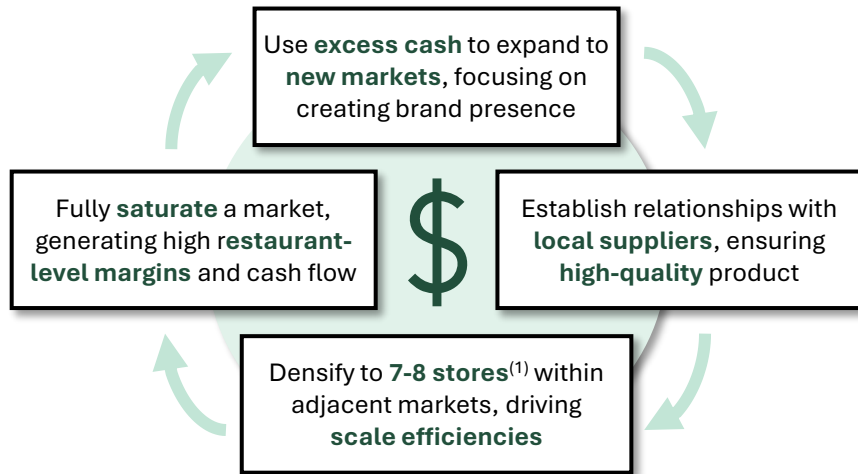 Use excess cash to expand to
new markets, focusing on
creating brand presence
Fully saturate a market,
generating high restaurant-
level margins and cash flow
$
Establish relationships with
local suppliers, ensuring
high-quality product
Densify to 7-8 stores(1) within
adjacent markets, driving
scale efficiencies